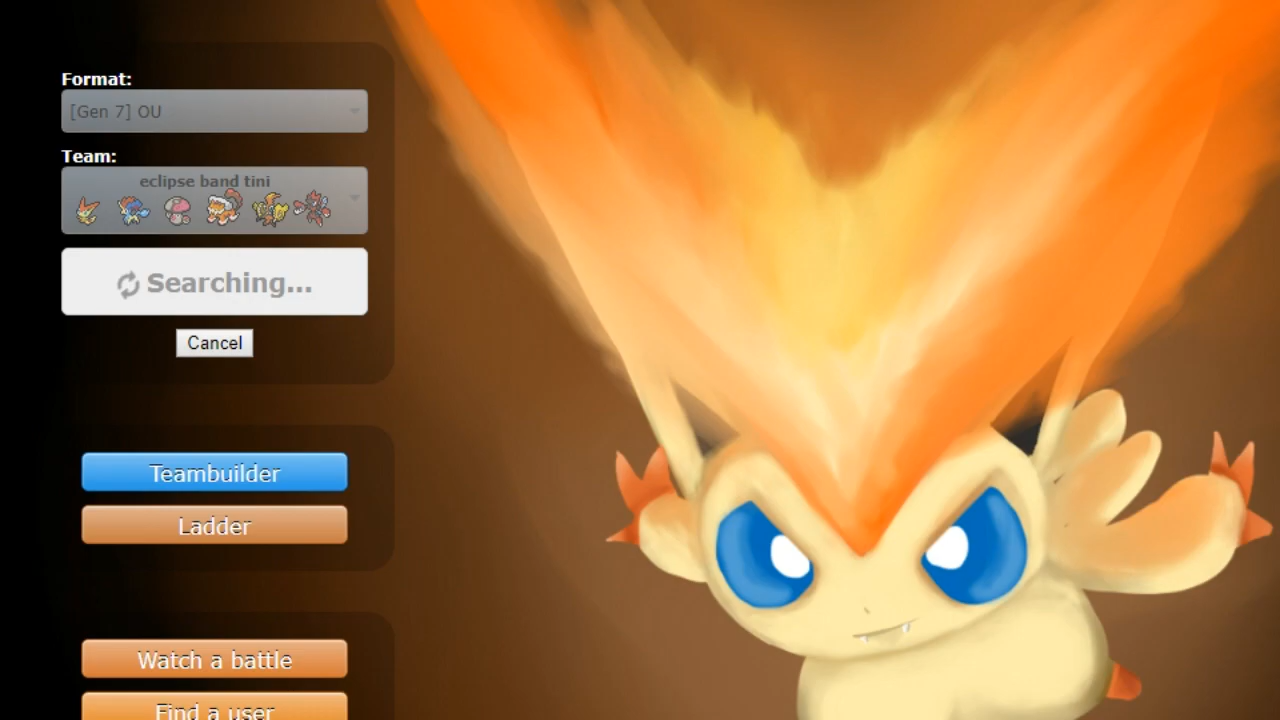 Format:
[Gen 7] OU
Team:
eclipse band tini
Searching...
Cancel
Teambuilder
Ladder
Watch a battle
Find a user